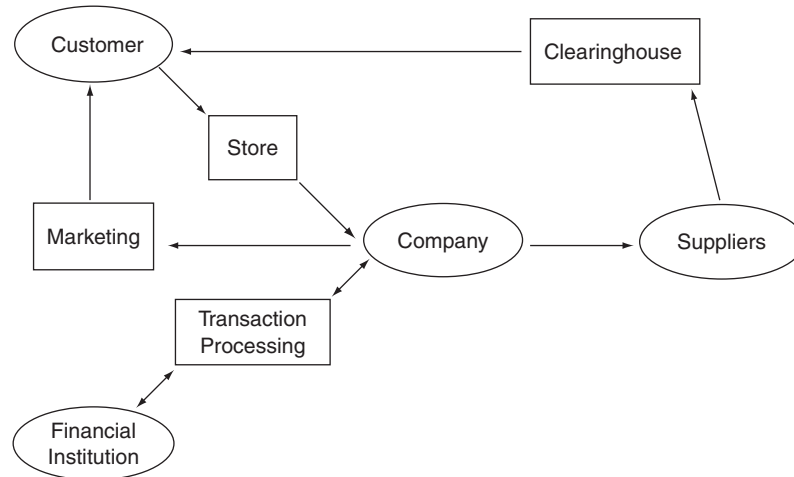 Customer
Clearinghouse
Store
Marketing
Company
Suppliers
Transaction
Processing
Financial
Institution